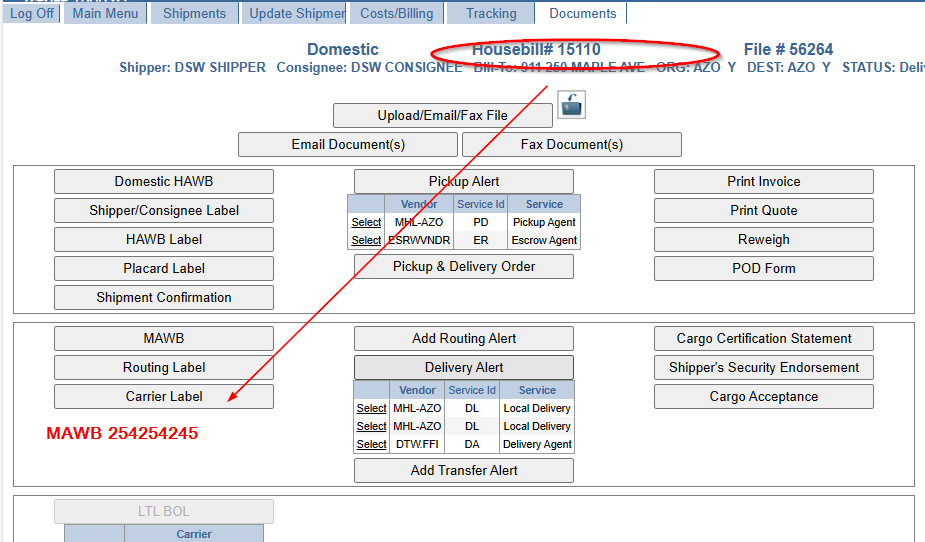 Log Off Main Menu Shipments Update Shipmer Costs/Billing Tracking Documents
Domestic Housebill# 15110 File # 56264
Shipper: DSW SHIPPER Consignee: DSW CONSIGNEE Bill-To: 911 250 MAPLE AVE ORG: AZO Y DEST: AZO Y STATUS: Deli
Upload/Email/Fax File
Email Document(s) Fax Document(s)
Domestic HAWB
Shipper/Consignee Label
HAWB Label
Placard Label
Shipment Confirmation
Pickup Alert
Vendor Service Id Service
Select MHL-AZO PD Pickup Agent
Select ESRWVNDR ER Escrow Agent
Pickup & Delivery Order
Print Invoice
Print Quote
Reweigh
POD Form
MAWB
Routing Label
Carrier Label
MAWB 254254245
Add Routing Alert
Delivery Alert
Vendor Service Id Service
Select MHL-AZO DL Local Delivery
Select MHL-AZO DL Local Delivery
Select DTW.FFI DA Delivery Agent
Add Transfer Alert
Cargo Certification Statement
Shipper's Security Endorsement
Cargo Acceptance
LTL BOL
Carrier